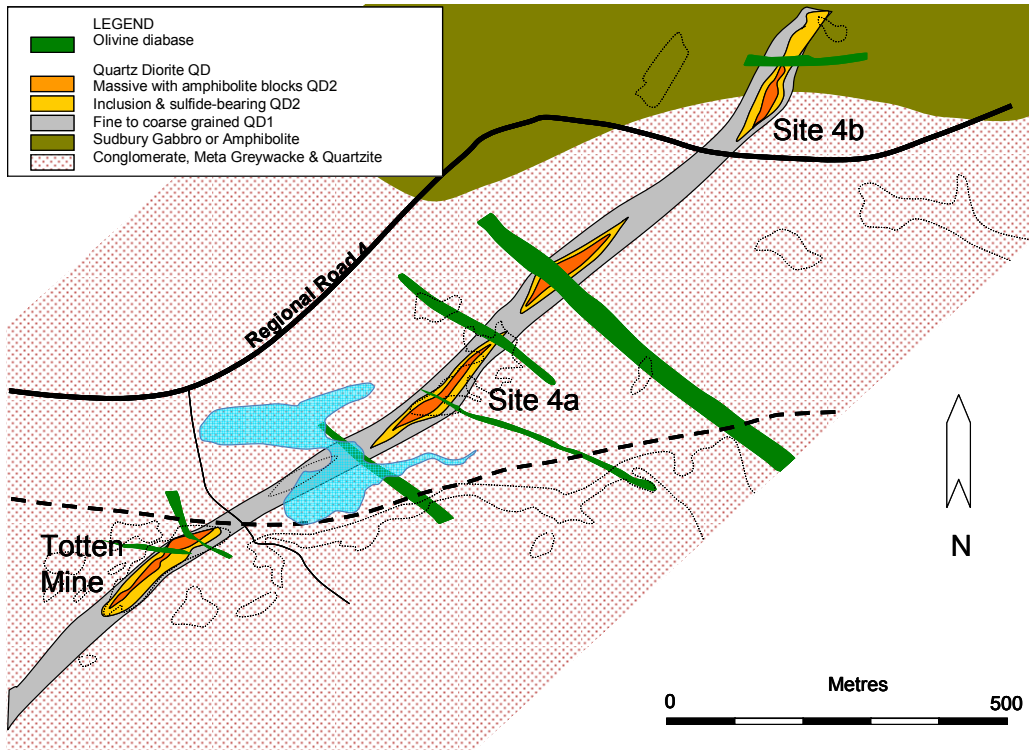 LEGEND
Olivine diabase
Quartz Diorite QD
Massive with amphibolite blocks QD2
Inclusion & sulfide-bearing QD2
Fine to coarse grained QD1
Sudbury Gabbro or Amphibolite
Conglomerate, Meta Greywacke & Quartzite
Site 4b
Regional Road 4
Site 4a
Totten
Mine
N
Metres
0
500